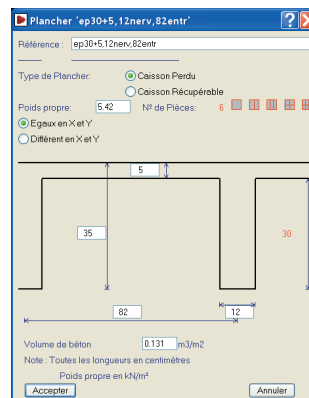 Plancher 'ep30+5,12nerv,82entr'
Référence : ep30+5,12nerv,82entr
Type de Plancher: Caisson Perdu
Caisson Récupérable
Poids propre: 5.42 Nº de Pièces: 6
Egaux en X et Y
Différent en X et Y
5
35
30
82
12
Volume de béton 0.131 m3/m2
Note : Toutes les longueurs en centimètres
Poids propre en kN/m²
Accepter Annuler